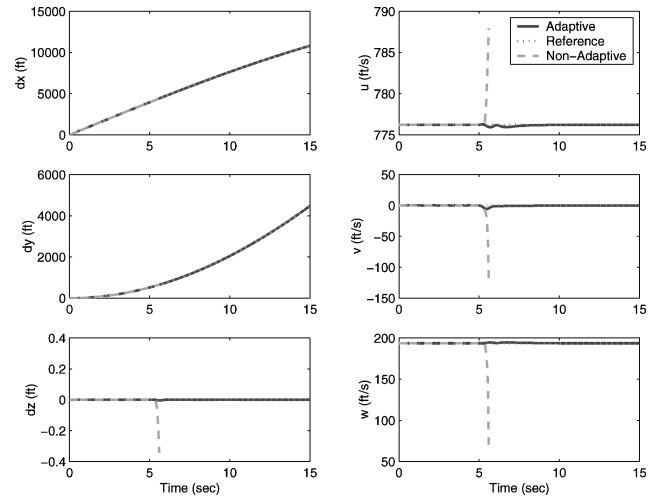 15000
10000
5000
0
dx (ft)
0 5 10 15
790
785
780
775
u (ft/s)
0 5 10 15
Adaptive
Reference
Non-Adaptive
6000
4000
2000
0
dy (ft)
0 5 10 15
50
0
-50
-100
-150
v (ft/s)
0 5 10 15
0.4
0.2
0
-0.2
-0.4
dz (ft)
0 5 10 15
Time (sec)
200
150
100
50
w (ft/s)
0 5 10 15
Time (sec)